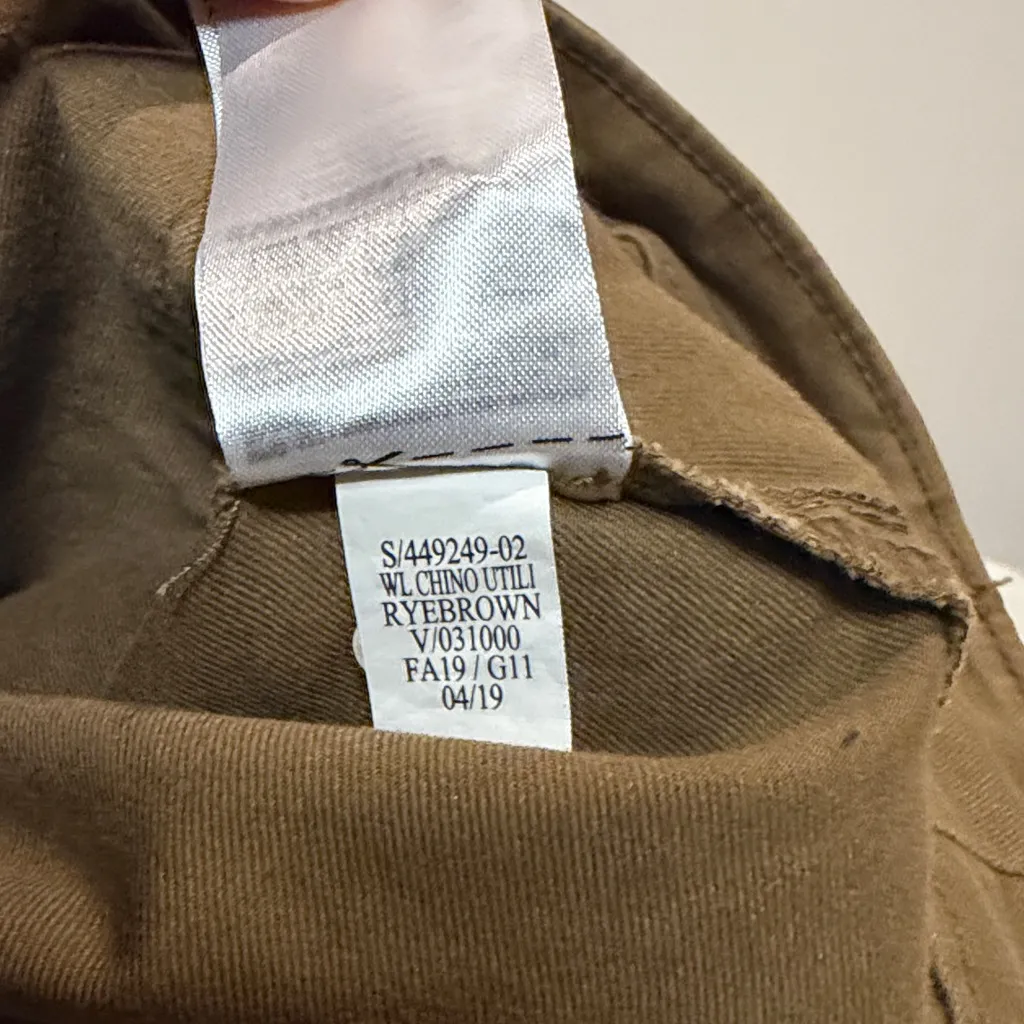 S/449249-02
WL CHINO UTILI
RYEBROWN
V/031000
FA19 / G11
04/19